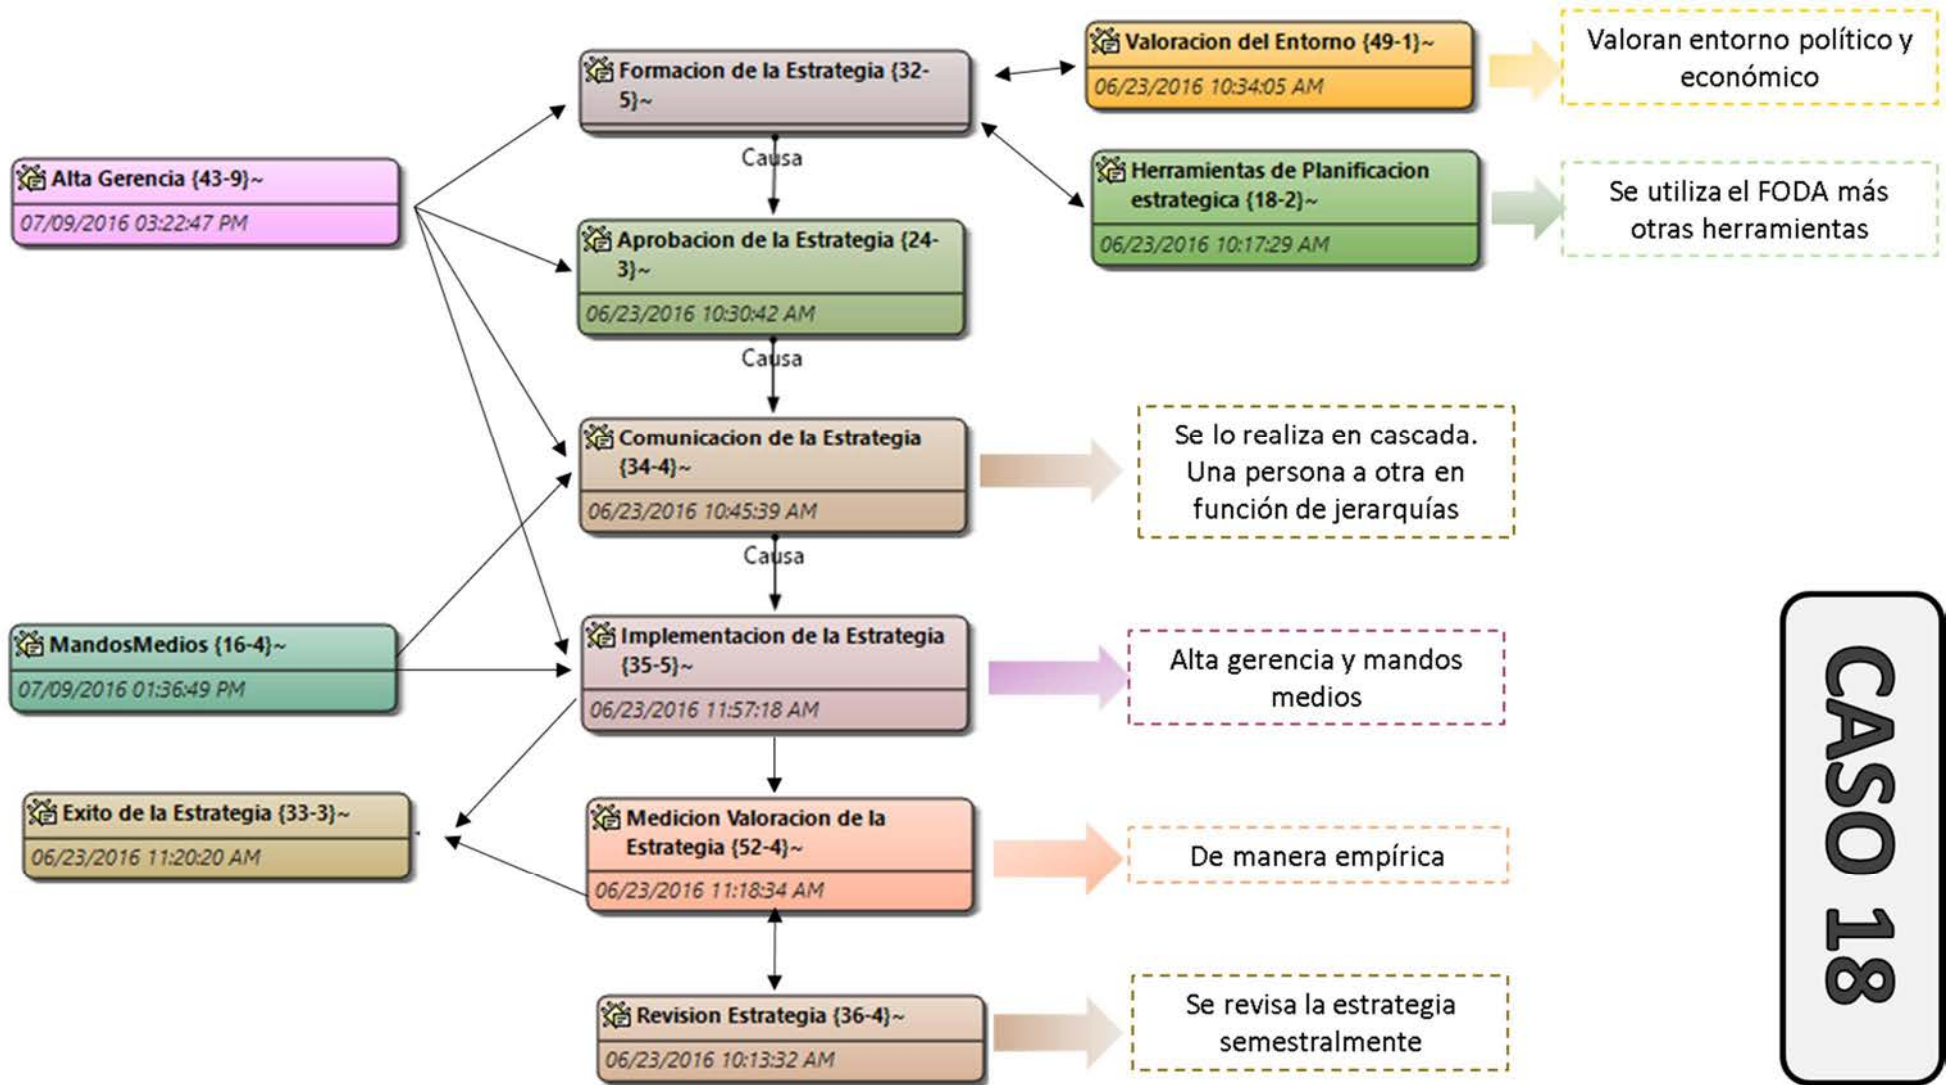 Formacion de la Estrategia {32-
5}~
Valoracion del Entorno {49-1}~
06/23/2016 10:34:05 AM
Valoran entorno político y
económico
Causa
Alta Gerencia {43-9}~
07/09/2016 03:22:47 PM
Herramientas de Planificacion
estrategica {18-2}~
06/23/2016 10:17:29 AM
Se utiliza el FODA más
otras herramientas
Aprobacion de la Estrategia {24-
3}~
06/23/2016 10:30:42 AM
Causa
Comunicacion de la Estrategia
{34-4}~
06/23/2016 10:45:39 AM
Se lo realiza en cascada.
Una persona a otra en
función de jerarquías
Causa
MandosMedios {16-4}~
07/09/2016 01:36:49 PM
Implementacion de la Estrategia
{35-5}~
06/23/2016 11:57:18 AM
Alta gerencia y mandos
medios
Exito de la Estrategia {33-3}~
06/23/2016 11:20:20 AM
Medicion Valoracion de la
Estrategia {52-4}~
06/23/2016 11:18:34 AM
De manera empírica
Revision Estrategia {36-4}~
06/23/2016 10:13:32 AM
Se revisa la estrategia
semestralmente
CASO 18